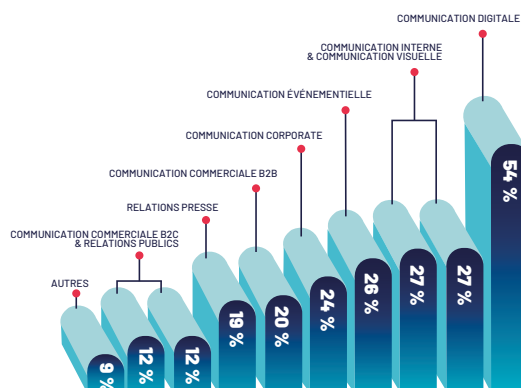 COMMUNICATION DIGITALE
COMMUNICATION INTERNE
& COMMUNICATION VISUELLE
COMMUNICATION ÉVÉNEMENTIELLE
COMMUNICATION CORPORATE
COMMUNICATION COMMERCIALE B2B
RELATIONS PRESSE
COMMUNICATION COMMERCIALE B2C
& RELATIONS PUBLICS
AUTRES
9 %
12 %
12 %
19 %
20 %
24 %
26 %
27 %
27 %
54 %